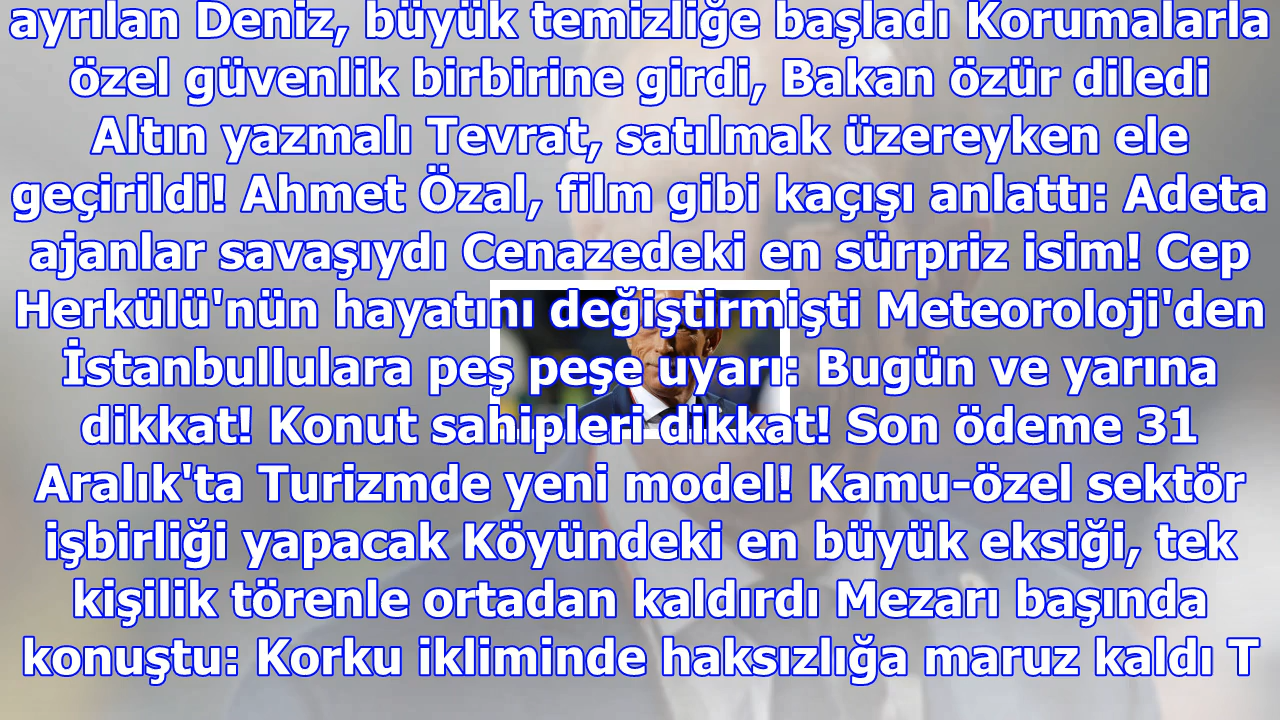 ayrılan Deniz, büyük temizliğe başladı Korumalarla
özel güvenlik birbirine girdi, Bakan özür diledi
Altın yazmalı Tevrat, satılmak üzereyken ele
geçirildi! Ahmet Özal, film gibi kaçışı anlattı: Adeta
ajanlar savaşıydı Cenazedeki en sürpriz isim! Cep
Herkülü'nün hayatını değiştirmişti Meteoroloji'den
İstanbullulara peş peşe uyarı: Bugün ve yarına
dikkat! Konut sahipleri dikkat! Son ödeme 31
Aralık'ta Turizmde yeni model! Kamu-özel sektör
işbirliği yapacak Köyündeki en büyük eksiği, tek
kişilik törenle ortadan kaldırdı Mezarı başında
konuştu: Korku ikliminde haksızlığa maruz kaldı T